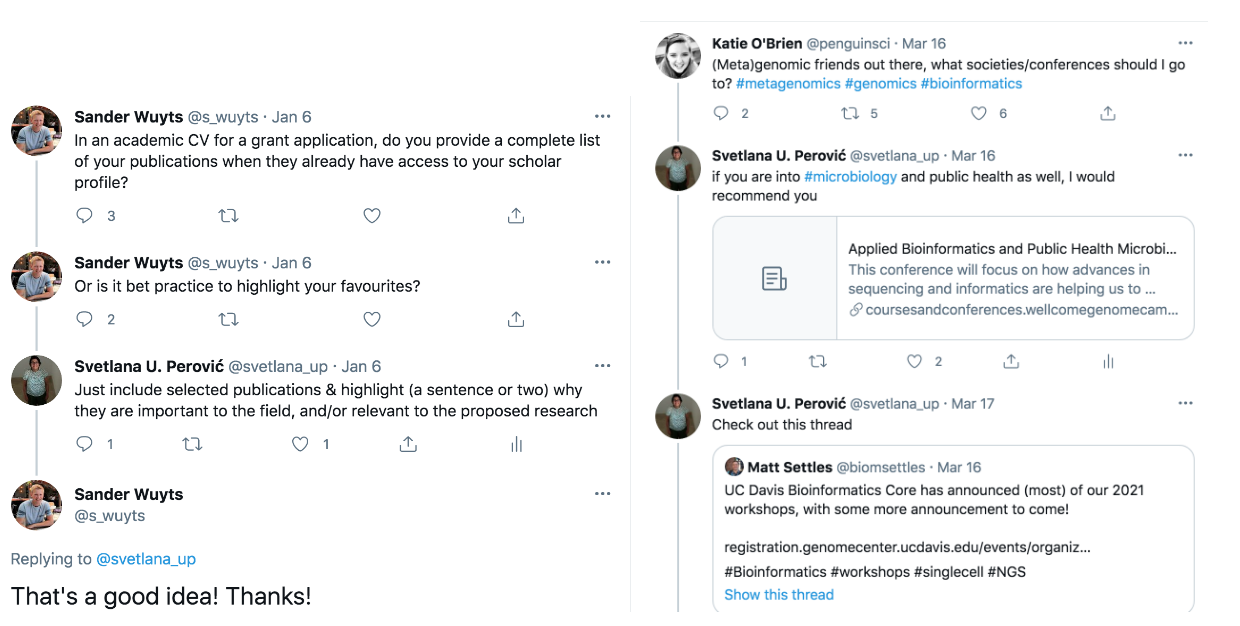 Sander Wuyts @s_wuyts · Jan 6
In an academic CV for a grant application, do you provide a complete list
of your publications when they already have access to your scholar
profile?
3
Sander Wuyts @s_wuyts · Jan 6
Or is it bet practice to highlight your favourites?
2
Svetlana U. Perović @svetlana_up · Jan 6
Just include selected publications & highlight (a sentence or two) why
they are important to the field, and/or relevant to the proposed research
1 1
Sander Wuyts
@s_wuyts
Replying to @svetlana_up
That's a good idea! Thanks!
Katie O'Brien @penguinsci · Mar 16
(Meta)genomic friends out there, what societies/conferences should I go
to? #metagenomics #genomics #bioinformatics
2 5 6
Svetlana U. Perović @svetlana_up · Mar 16
if you are into #microbiology and public health as well, I would
recommend you
Applied Bioinformatics and Public Health Microbi...
This conference will focus on how advances in
sequencing and informatics are helping us to ...
coursesandconferences.wellcomegenomecam...
1 2
Svetlana U. Perović @svetlana_up · Mar 17
Check out this thread
Matt Settles @biomsettles · Mar 16
UC Davis Bioinformatics Core has announced (most) of our 2021
workshops, with some more announcement to come!
registration.genomecenter.ucdavis.edu/events/organiz...
#Bioinformatics #workshops #singlecell #NGS
Show this thread